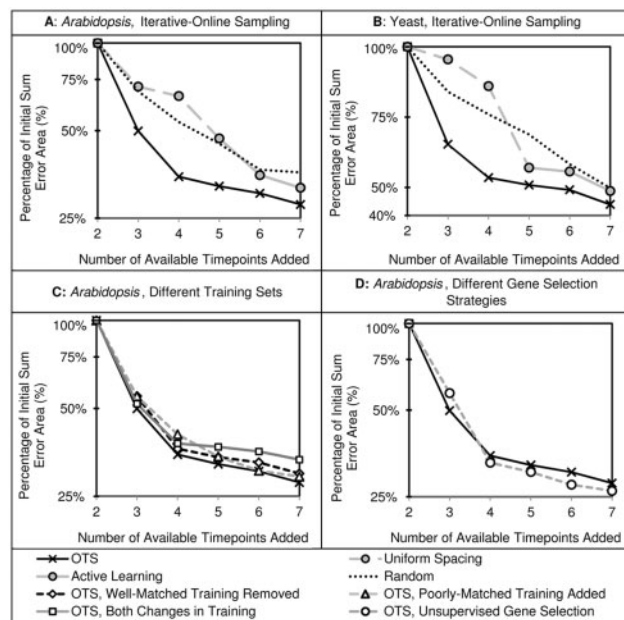 A: Arabidopsis, Iterative-Online Sampling
B: Yeast, Iterative-Online Sampling
Percentage of Initial Sum
Error Area (%)
100%
75%
50%
25%
2 3 4 5 6 7
Number of Available Timepoints Added
Percentage of Initial Sum
Error Area (%)
100%
75%
50%
40%
2 3 4 5 6 7
Number of Available Timepoints Added
C: Arabidopsis, Different Training Sets
D: Arabidopsis, Different Gene Selection
Strategies
Percentage of Initial Sum
Error Area (%)
100%
75%
50%
25%
2 3 4 5 6 7
Number of Available Timepoints Added
Percentage of Initial Sum
Error Area (%)
100%
75%
50%
25%
2 3 4 5 6 7
Number of Available Timepoints Added
OTS
Active Learning
OTS, Well-Matched Training Removed
OTS, Both Changes in Training
Uniform Spacing
Random
OTS, Poorly-Matched Training Added
OTS, Unsupervised Gene Selection